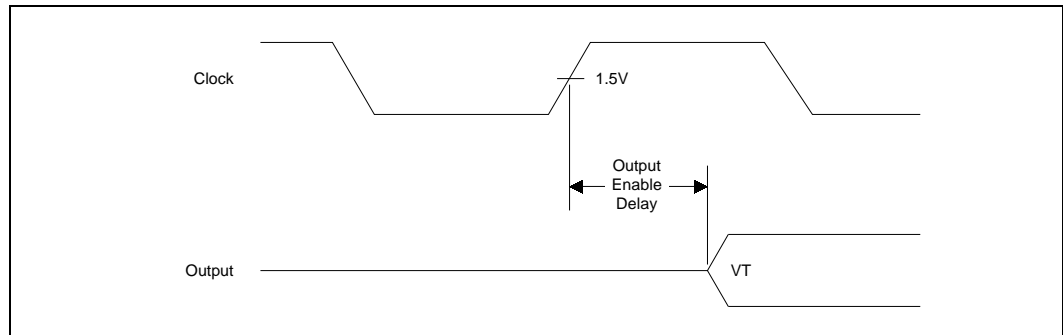 Clock
1.5V
Output
Enable
Delay
Output
VT